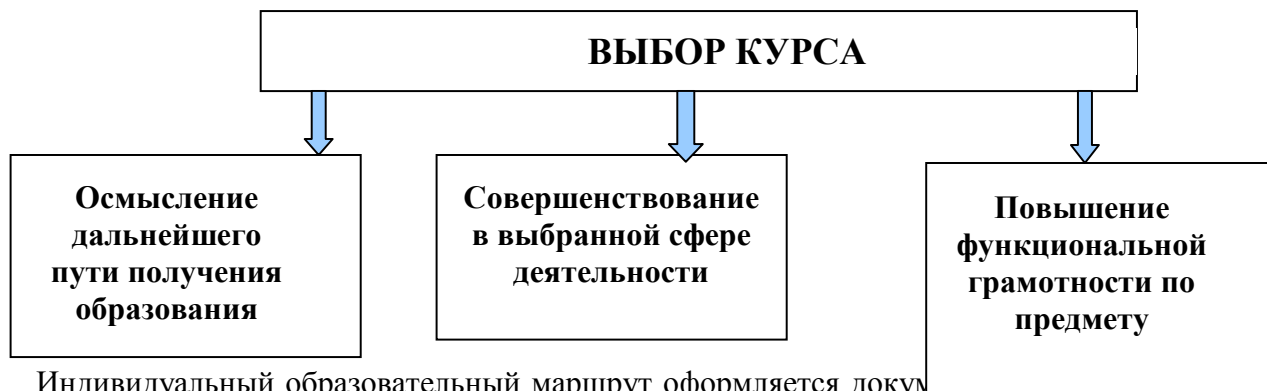 ВЫБОР КУРСА
Осмысление
дальнейшего
пути получения
образования
Совершенствование
в выбранной сфере
деятельности
Повышение
функциональной
грамотности по
предмету
Индивидуальный образовательный маршрут оформляется